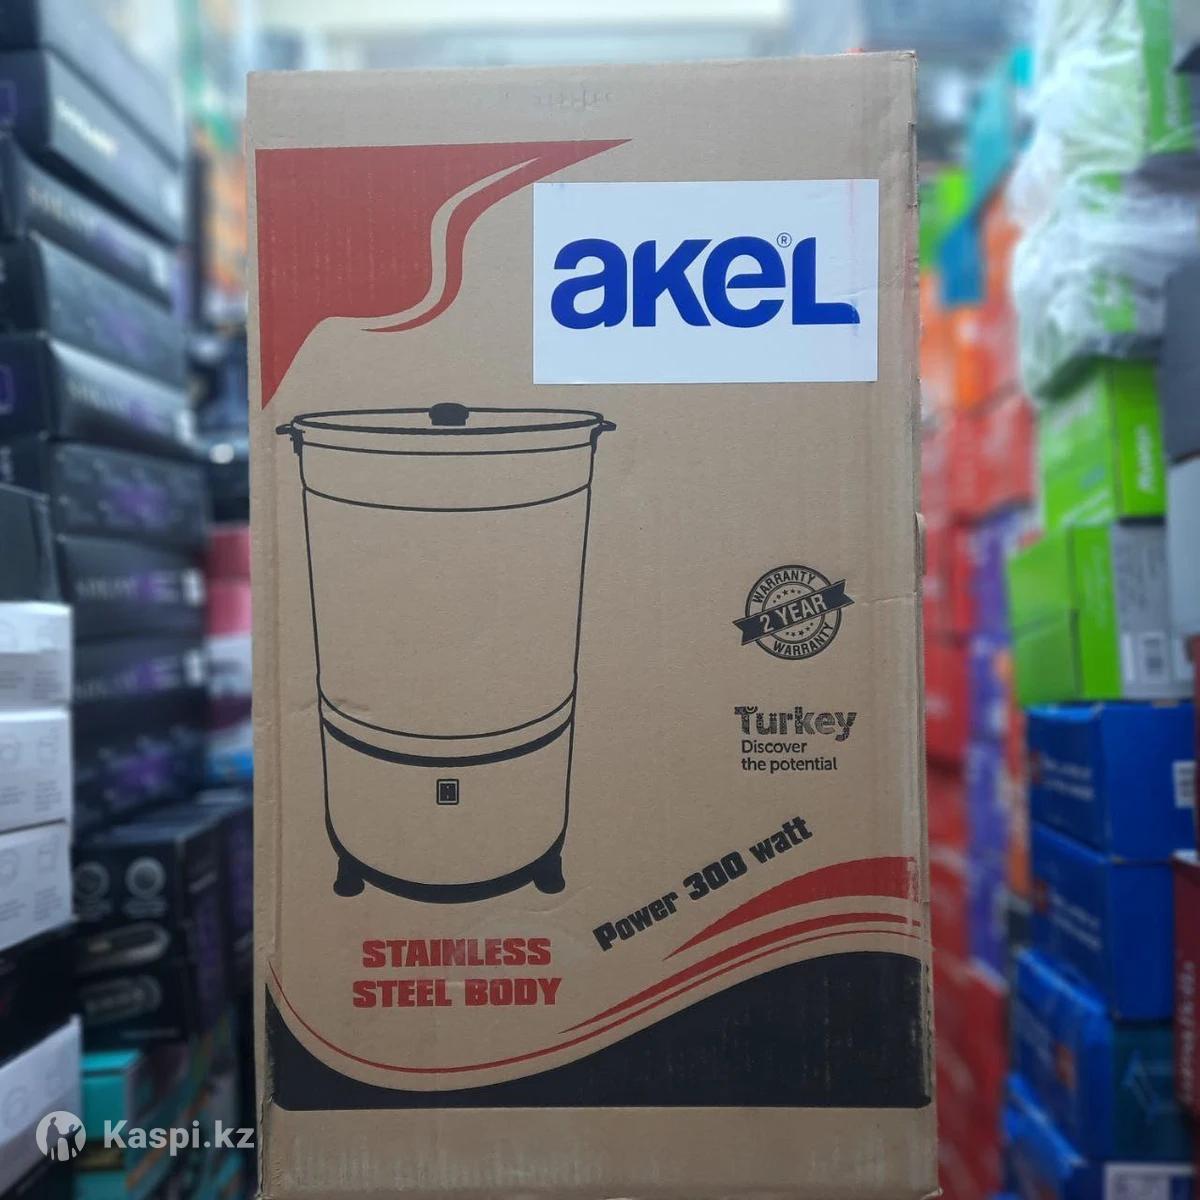 aKeL®
WARRANTY
2 YEAR
WARRANTY
Turkey
Discover
the potential
Power 300 watt
STAINLESS
STEEL BODY
Kaspi.kz